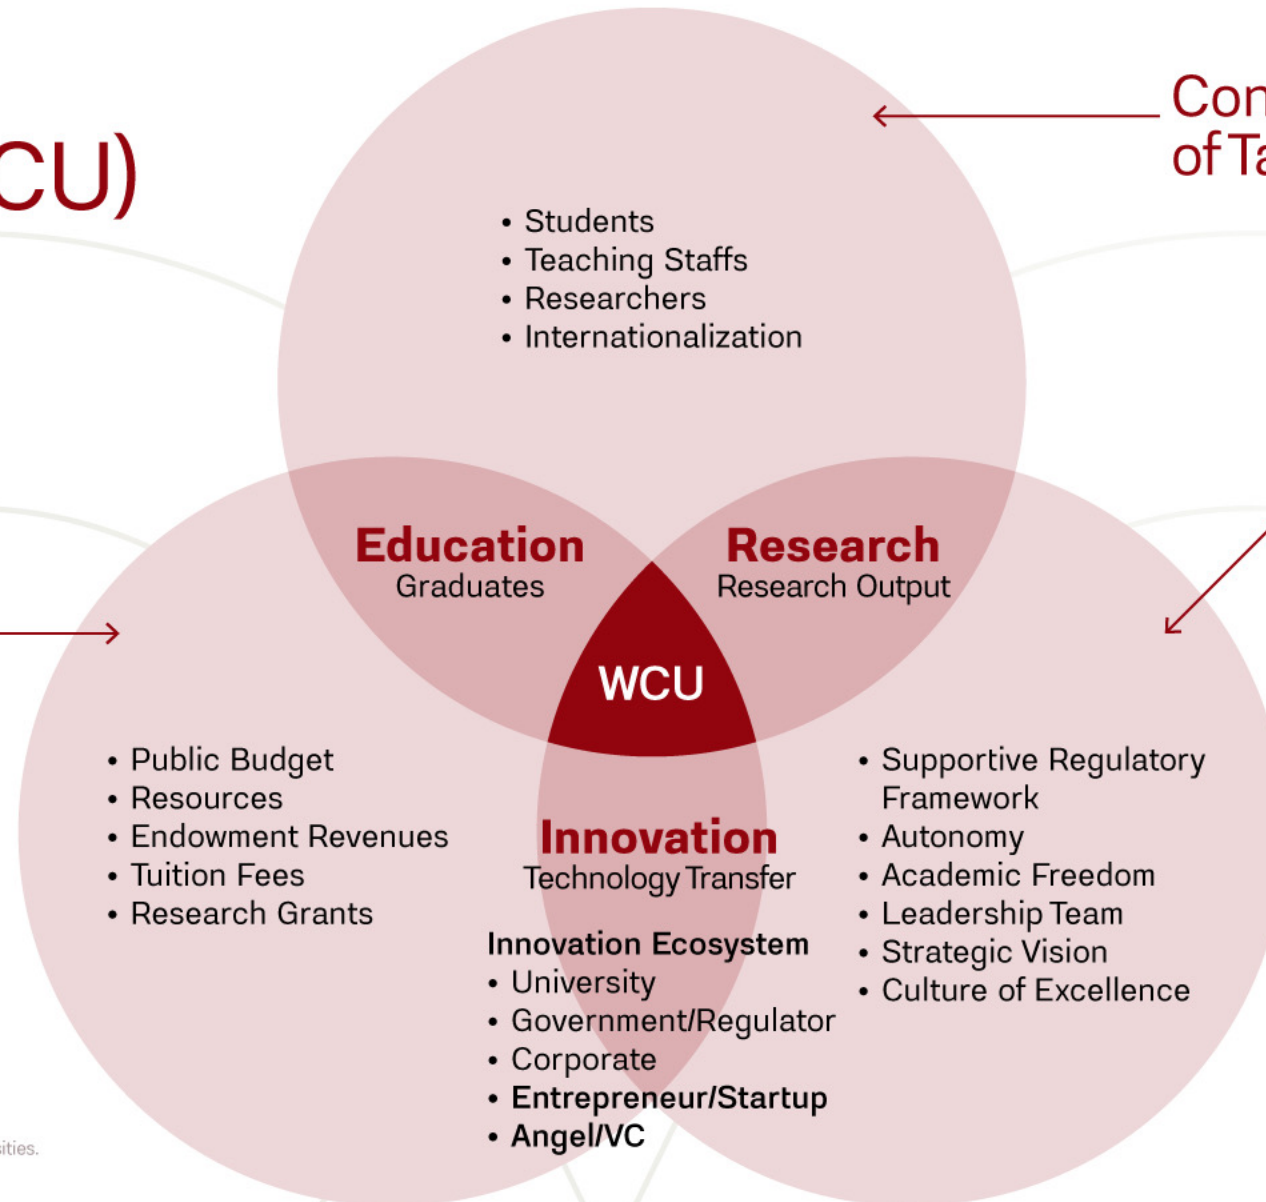 CU)
Con
of Ta
• Students
• Teaching Staffs
• Researchers
• Internationalization
Education
Graduates
Research
Research Output
WCU
• Public Budget
• Resources
• Endowment Revenues
• Tuition Fees
• Research Grants
Innovation
Technology Transfer
Innovation Ecosystem
• University
• Government/Regulator
• Corporate
• Entrepreneur/Startup
• Angel/VC
• Supportive Regulatory
Framework
• Autonomy
• Academic Freedom
• Leadership Team
• Strategic Vision
• Culture of Excellence
sities.